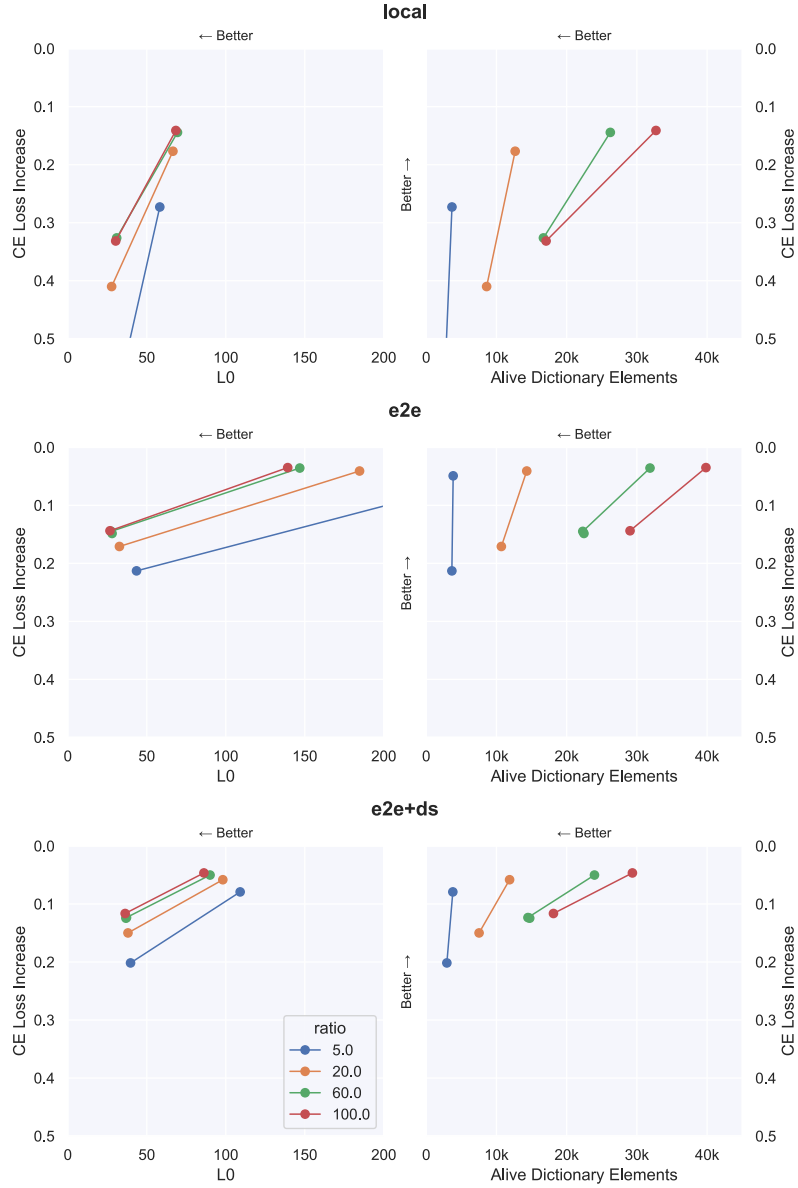 local
← Better
← Better
0.0
0.1
0.2
0.3
0.4
0.5
CE Loss Increase
0
50
100
150
200
L0
Better →
0
10k
20k
30k
40k
Alive Dictionary Elements
0.0
0.1
0.2
0.3
0.4
0.5
CE Loss Increase
e2e
← Better
← Better
0.0
0.1
0.2
0.3
0.4
0.5
CE Loss Increase
0
50
100
150
200
L0
Better →
0
10k
20k
30k
40k
Alive Dictionary Elements
0.0
0.1
0.2
0.3
0.4
0.5
CE Loss Increase
e2e+ds
← Better
← Better
0.0
0.1
0.2
0.3
0.4
0.5
CE Loss Increase
ratio
5.0
20.0
60.0
100.0
0
50
100
150
200
L0
Better →
0
10k
20k
30k
40k
Alive Dictionary Elements
0.0
0.1
0.2
0.3
0.4
0.5
CE Loss Increase